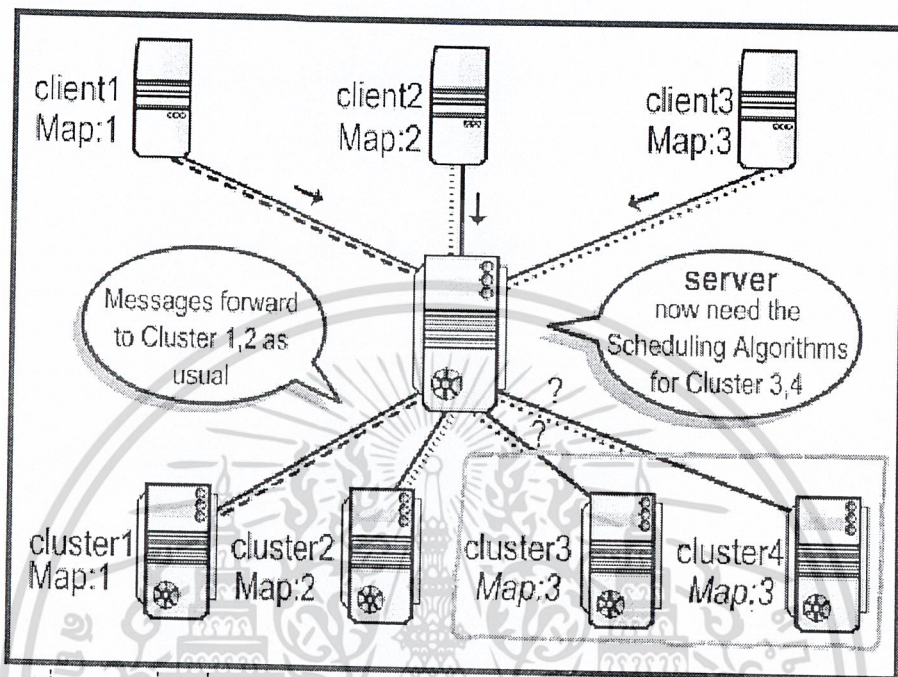 client1
Map:1
client2
Map:2
client3
Map:3
Messages forward
to Cluster 1,2 as
usual
server
now need the
Scheduling Algorithms
for Cluster 3,4
?
?
cluster1
Map:1
cluster2
Map:2
cluster3
Map:3
cluster4
Map:3